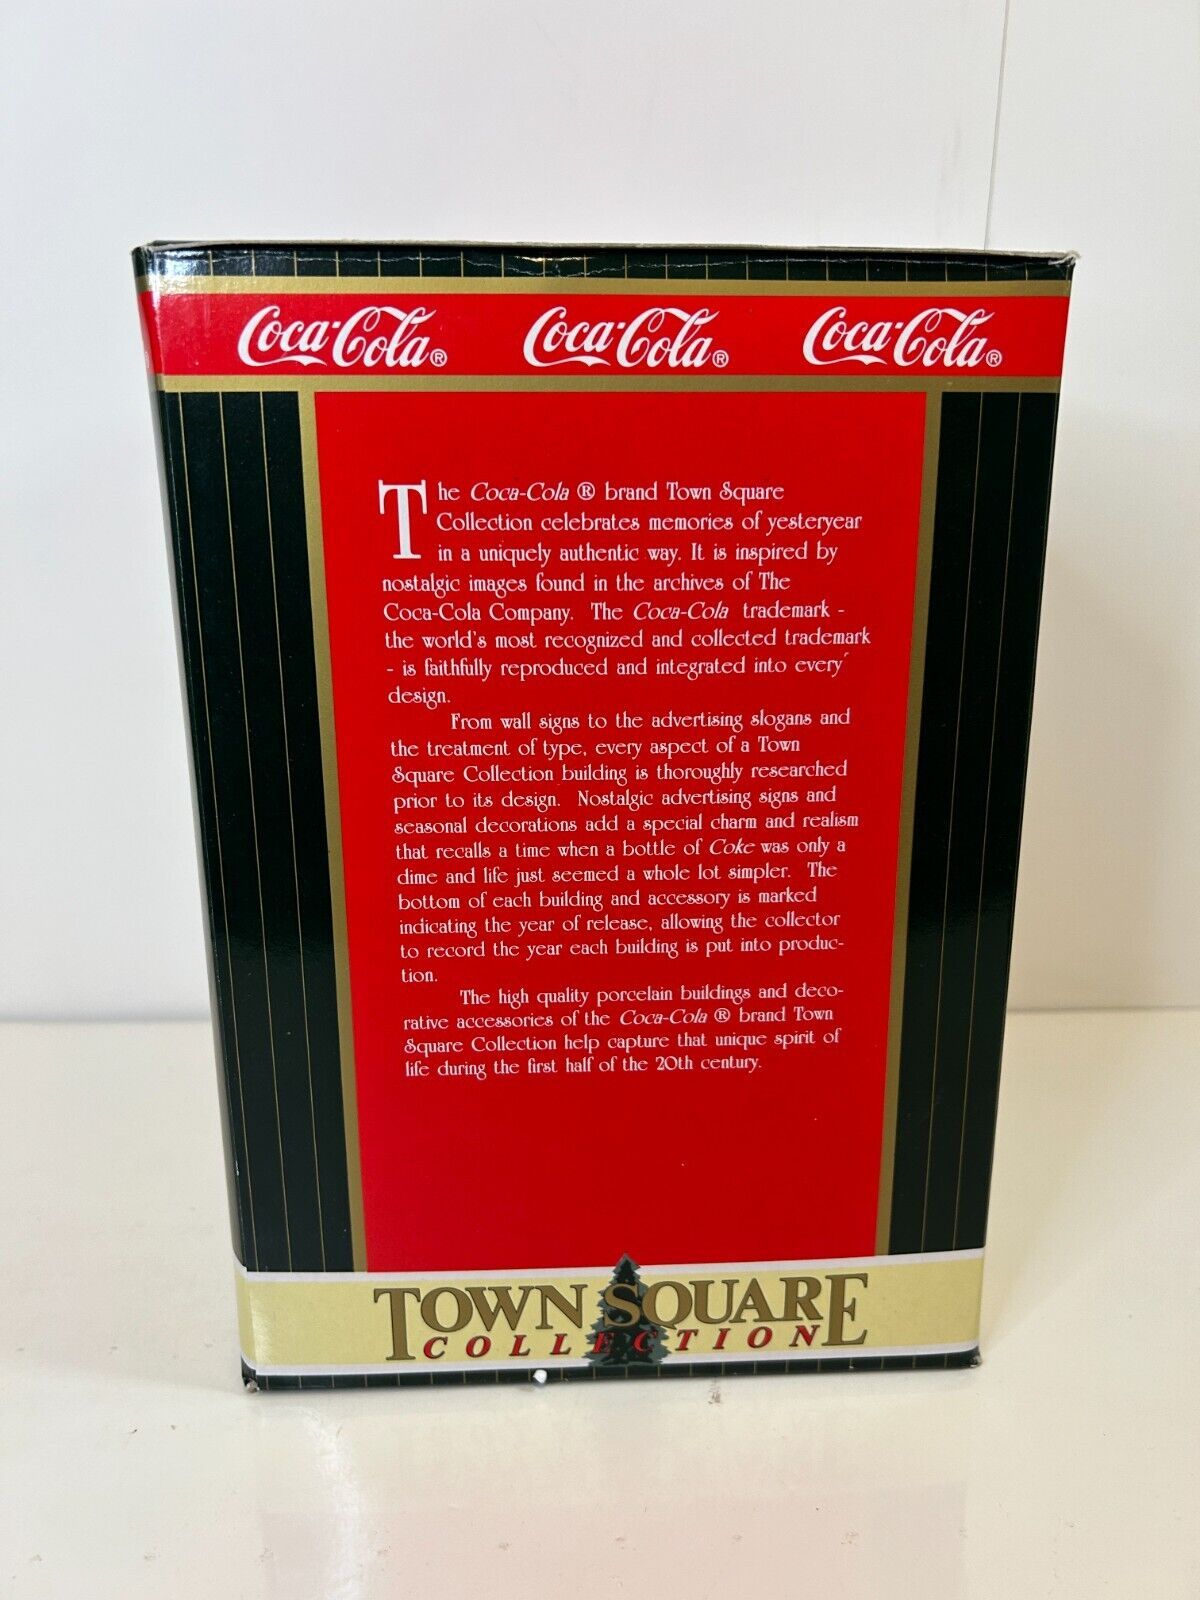 Coca-Cola® Coca-Cola® Coca-Cola®
The Coca-Cola ® brand Town Square
Collection celebrates memories of yesteryear
in a uniquely authentic way. It is inspired by
nostalgic images found in the archives of The
Coca-Cola Company. The Coca-Cola trademark -
the world's most recognized and collected trademark
- is faithfully reproduced and integrated into every
design.
From wall signs to the advertising slogans and
the treatment of type, every aspect of a Town
Square Collection building is thoroughly researched
prior to its design. Nostalgic advertising signs and
seasonal decorations add a special charm and realism
that recalls a time when a bottle of Coke was only a
dime and life just seemed a whole lot simpler. The
bottom of each building and accessory is marked
indicating the year of release, allowing the collector
to record the year each building is put into produc-
tion.
The high quality porcelain buildings and deco-
rative accessories of the Coca-Cola ® brand Town
Square Collection help capture that unique spirit of
life during the first half of the 20th century.
TOWN SQUARE
COLLECTION